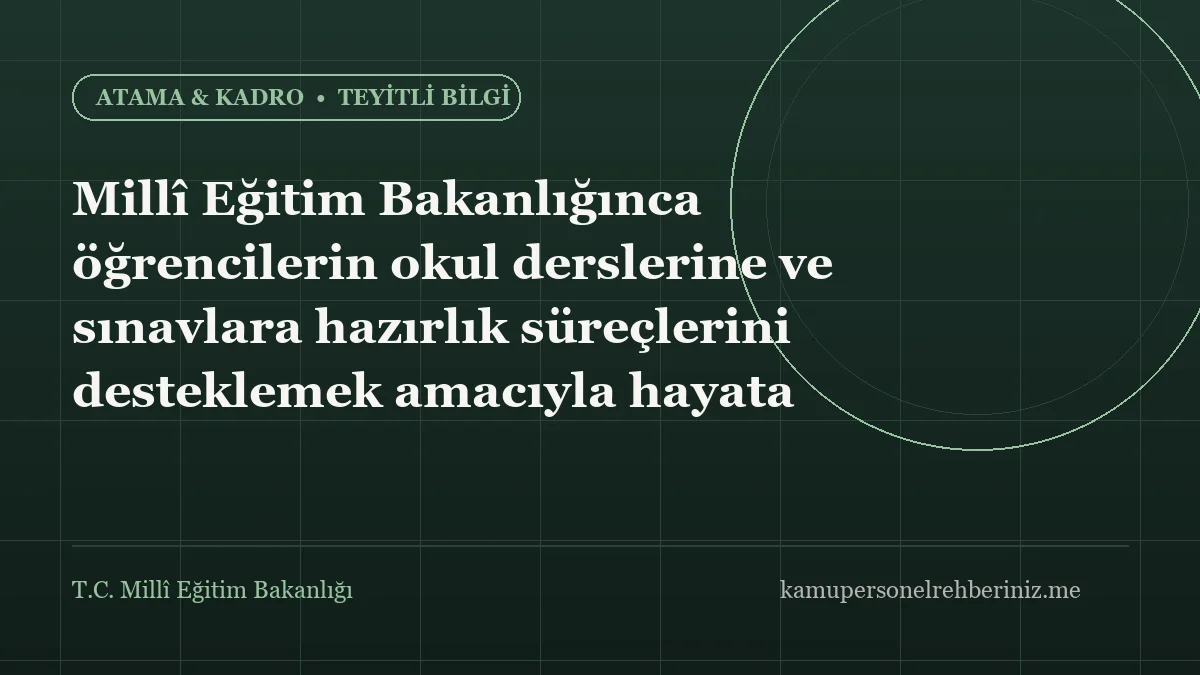 ATAMA & KADRO • TEYİTLİ BİLGİ
Millî Eğitim Bakanlığınca
öğrencilerin okul derslerine ve
sınavlara hazırlık süreçlerini
desteklemek amacıyla hayata
T.C. Millî Eğitim Bakanlığı
kamupersonelrehberiniz.me